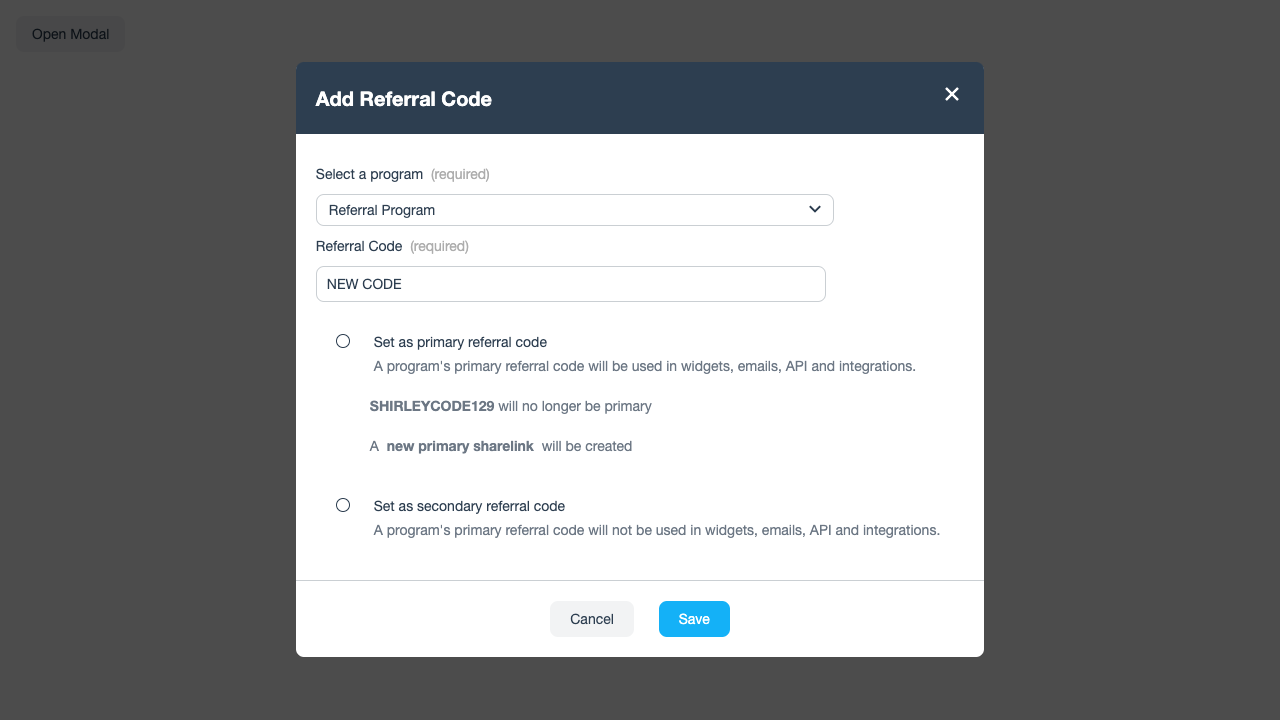 Open Modal
Add Referral Code
Select a program (required)
Referral Program
Referral Code (required)
NEW CODE
Set as primary referral code
A program's primary referral code will be used in widgets, emails, API and integrations.
SHIRLEYCODE129 will no longer be primary
A new primary sharelink will be created
Set as secondary referral code
A program's primary referral code will not be used in widgets, emails, API and integrations.
Cancel Save